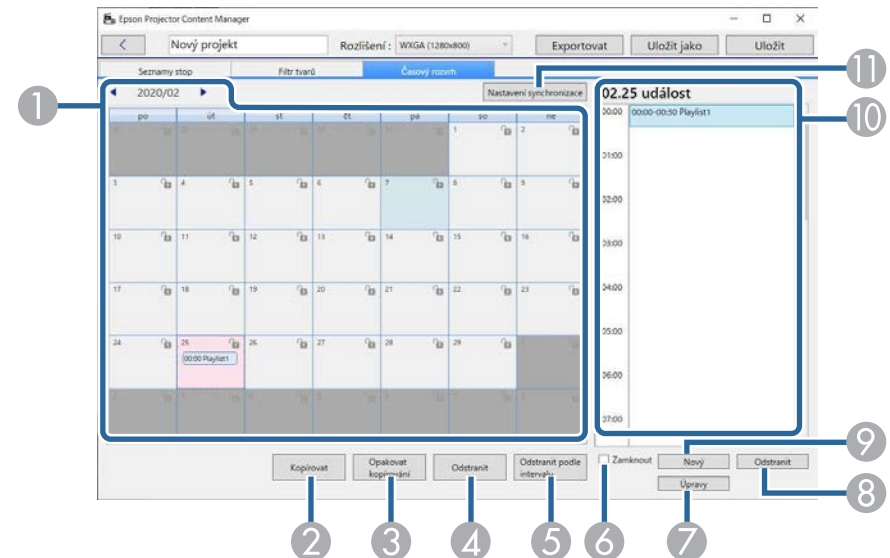 Epson Projector Content Manager
Nový projekt
Rozlišení : WXGA (1280x800)
Exportovat
Uložit jako
Uložit
Seznamy stop
Filtr tvarů
Časový rozvrh
2020/02
Nastavení synchronizace
02.25 událost
po út st čt pá so ne
1 2
3 4 5 6 7 8 9
10 11 12 13 14 15 16
17 18 19 20 21 22 23
24 25 26 27 28 29
00:00 Playlist1
00:00 00:00-00:30 Playlist1
01:00
02:00
03:00
04:00
05:00
06:00
07:00
Kopírovat
Opakovat
kopírování
Odstranit
Odstranit podle
intervalu
Zamknout
Nový
Odstranit
Úpravy
1
2
3
4
5
6
7
8
9
10
11